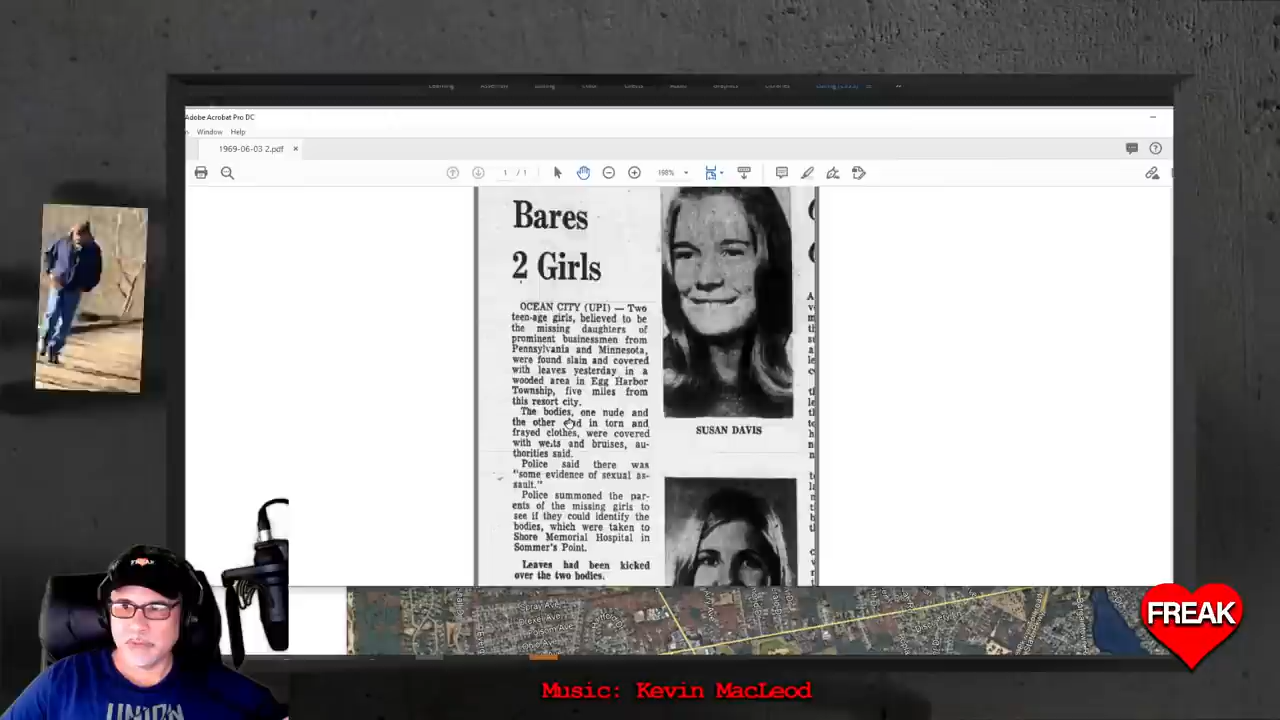 Adobe Acrobat Pro DC
Window Help
1969-06-03 2.pdf
1 / 1
198%
Bares
2 Girls
OCEAN CITY (UPI) — Two
teen-age girls, believed to be
the missing daughters of
prominent businessmen from
Pennsylvania and Minnesota,
were found slain and covered
with leaves yesterday in a
wooded area in Egg Harbor
Township, five miles from
this resort city.
The bodies, one nude and
the other clad in torn and
frayed clothes, were covered
with welts and bruises, au-
thorities said.
Police said there was
"some evidence of sexual as-
sault."
Police summoned the par-
ents of the missing girls to
see if they could identify the
bodies, which were taken to
Shore Memorial Hospital in
Sommer's Point.
Leaves had been kicked
over the two bodies.
SUSAN DAVIS
FREAK
UNION
FREAK
Music: Kevin MacLeod